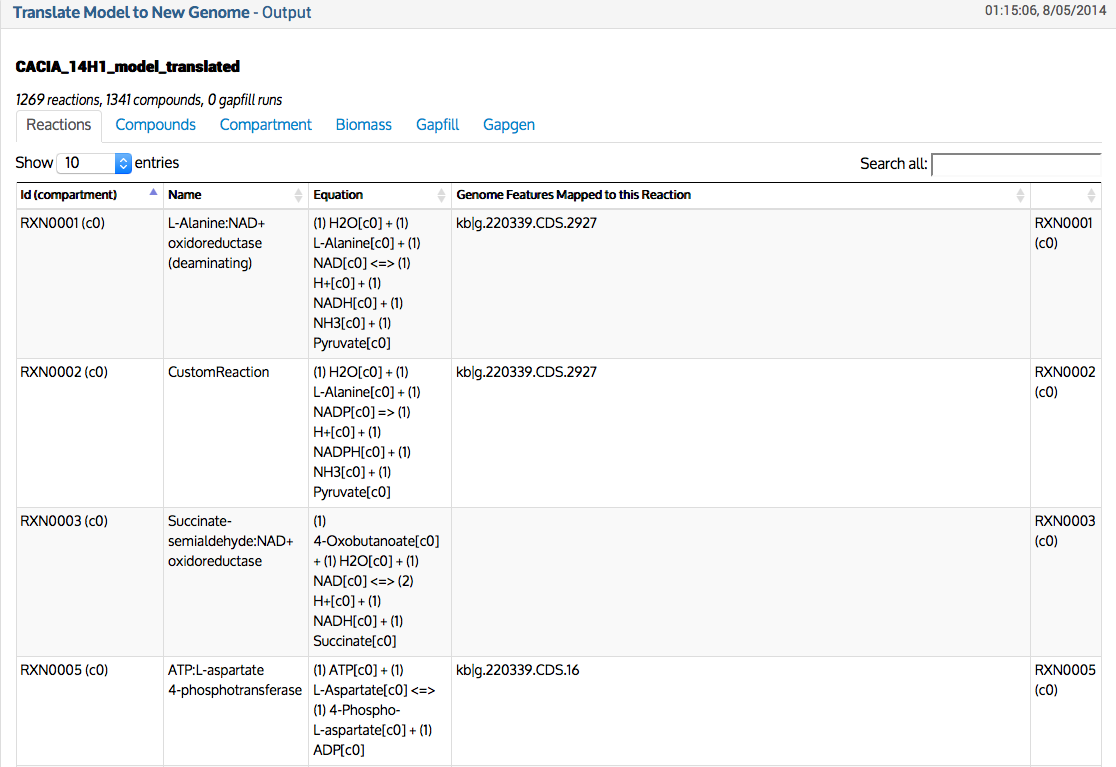 Translate Model to New Genome - Output
01:15:06, 8/05/2014
CACIA_14H1_model_translated
1269 reactions, 1341 compounds, 0 gapfill runs
Reactions Compounds Compartment Biomass Gapfill Gapgen
Show 10 entries
Search all:
Id (compartment) Name Equation Genome Features Mapped to this Reaction
RXN0001 (c0)
L-Alanine:NAD+
oxidoreductase
(deaminating)
(1) H2O[c0] + (1)
L-Alanine[c0] + (1)
NAD[c0] <=> (1)
H+[c0] + (1)
NADH[c0] + (1)
NH3[c0] + (1)
Pyruvate[c0]
kb|g.220339.CDS.2927
RXN0001
(c0)
RXN0002 (c0)
CustomReaction
(1) H2O[c0] + (1)
L-Alanine[c0] + (1)
NADP[c0] => (1)
H+[c0] + (1)
NADPH[c0] + (1)
NH3[c0] + (1)
Pyruvate[c0]
kb|g.220339.CDS.2927
RXN0002
(c0)
RXN0003 (c0)
Succinate-
semialdehyde:NAD+
oxidoreductase
(1)
4-Oxobutanoate[c0]
+ (1) H2O[c0] + (1)
NAD[c0] <=> (2)
H+[c0] + (1)
NADH[c0] + (1)
Succinate[c0]
RXN0003
(c0)
RXN0005 (c0)
ATP:L-aspartate
4-phosphotransferase
(1) ATP[c0] + (1)
L-Aspartate[c0] <=>
(1) 4-Phospho-
L-aspartate[c0] + (1)
ADP[c0]
kb|g.220339.CDS.16
RXN0005
(c0)